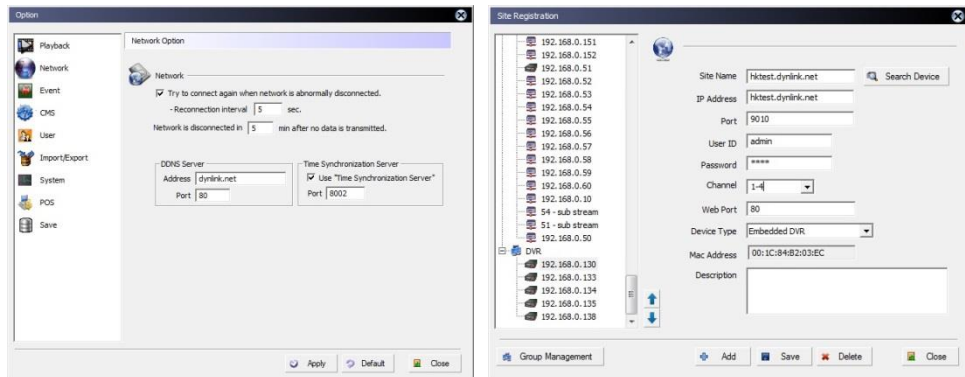 Option
Playback
Network
Event
CMS
User
Import/Export
System
POS
Save
Network Option
Network
Try to connect again when network is abnormally disconnected.
- Reconnection interval 5 sec.
Network is disconnected in 5 min after no data is transmitted.
DDNS Server
Address dynlink.net
Port 80
Time Synchronization Server
Use "Time Synchronization Server"
Port 8002
Apply Default Close
Site Registration
192.168.0.151
192.168.0.152
192.168.0.51
192.168.0.52
192.168.0.53
192.168.0.54
192.168.0.55
192.168.0.56
192.168.0.57
192.168.0.58
192.168.0.59
192.168.0.60
192.168.0.10
54 - sub stream
51 - sub stream
192.168.0.50
DVR
192.168.0.130
192.168.0.133
192.168.0.134
192.168.0.135
192.168.0.138
Site Name hktest.dynlink.net Search Device
IP Address hktest.dynlink.net
Port 9010
User ID admin
Password ****
Channel 1-4
Web Port 80
Device Type Embedded DVR
Mac Address 00:1C:84:B2:03:EC
Description
Group Management Add Save Delete Close